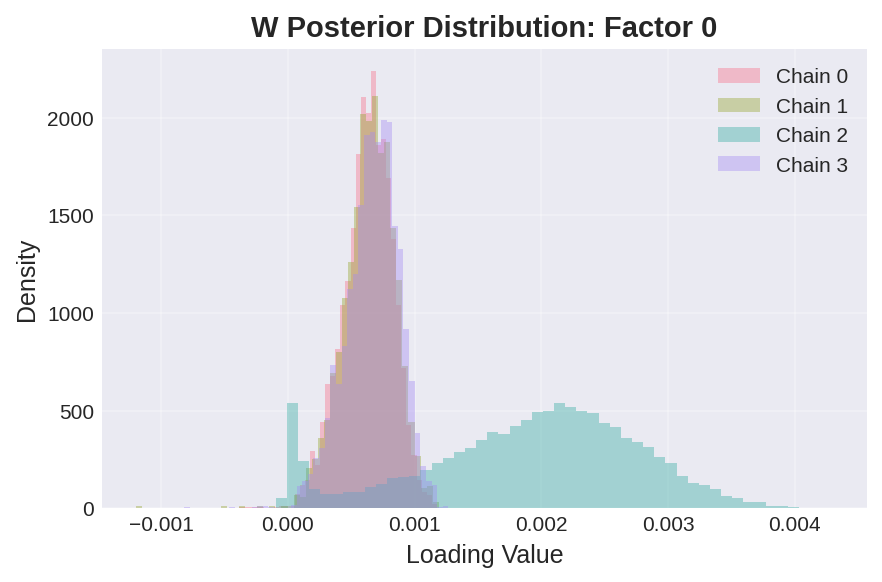 W Posterior Distribution: Factor 0
Chain 0
Chain 1
Chain 2
Chain 3
Density
2000
1500
1000
500
0
−0.001
0.000
0.001
0.002
0.003
0.004
Loading Value